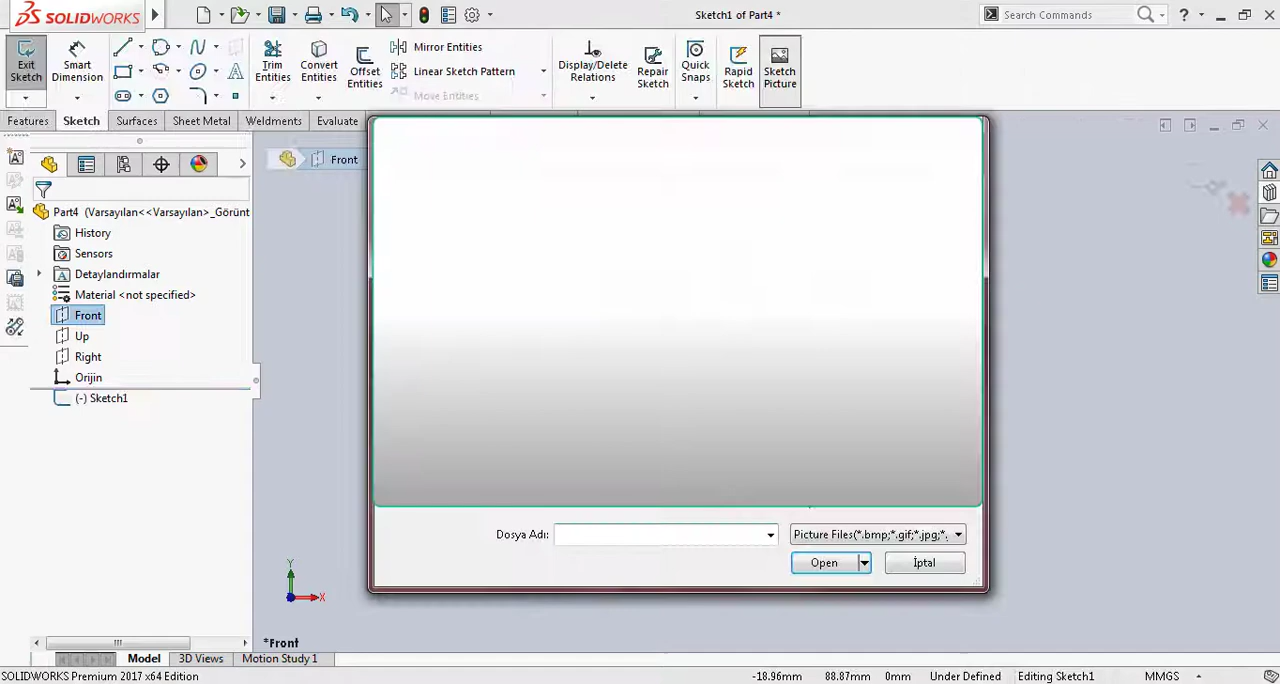 SOLIDWORKS
Sketch1 of Part4 *
Search Commands
Exit Sketch
Smart Dimension
Trim Entities
Convert Entities
Offset Entities
Mirror Entities
Linear Sketch Pattern
Move Entities
Display/Delete Relations
Repair Sketch
Quick Snaps
Rapid Sketch
Sketch Picture
Features
Sketch
Surfaces
Sheet Metal
Weldments
Evaluate
Front
Part4 (Varsayılan<<Varsayılan>_Görünt
History
Sensors
Detaylandırmalar
Material <not specified>
Front
Up
Right
Orijin
(-) Sketch1
Dosya Adı:
Picture Files(*.bmp;*.gif;*.jpg;*.
Open
İptal
Y
X
*Front
Model
3D Views
Motion Study 1
SOLIDWORKS Premium 2017 x64 Edition
-18.96mm
88.87mm
0mm
Under Defined
Editing Sketch1
MMGS